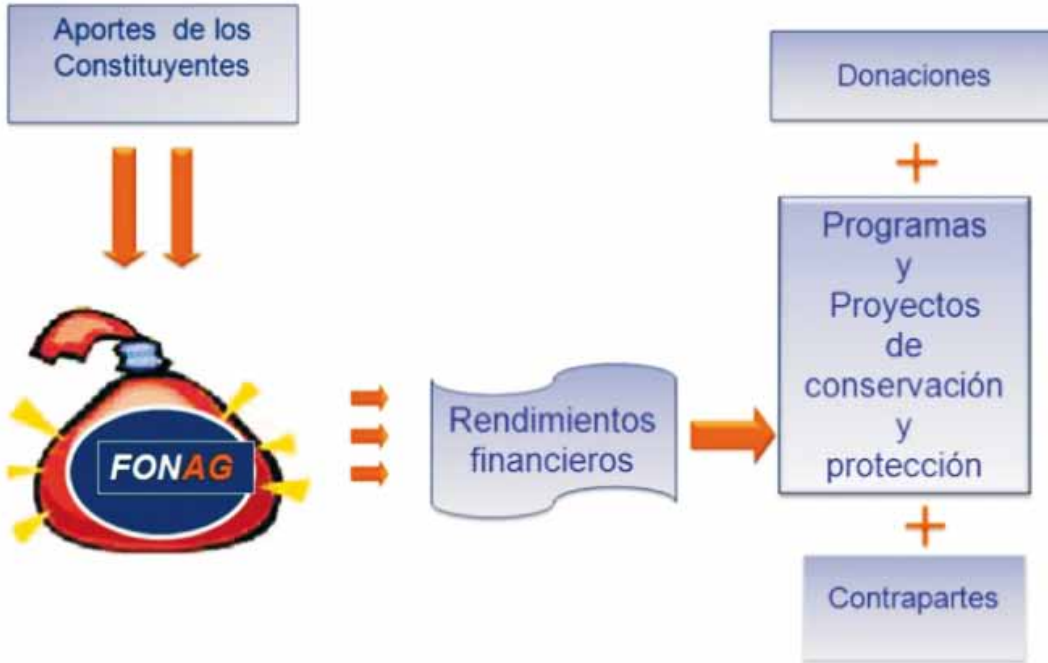 Aportes de los
Constituyentes
FONAG
Rendimientos
financieros
Donaciones
+
Programas
y
Proyectos
de
conservación
y
protección
+
Contrapartes